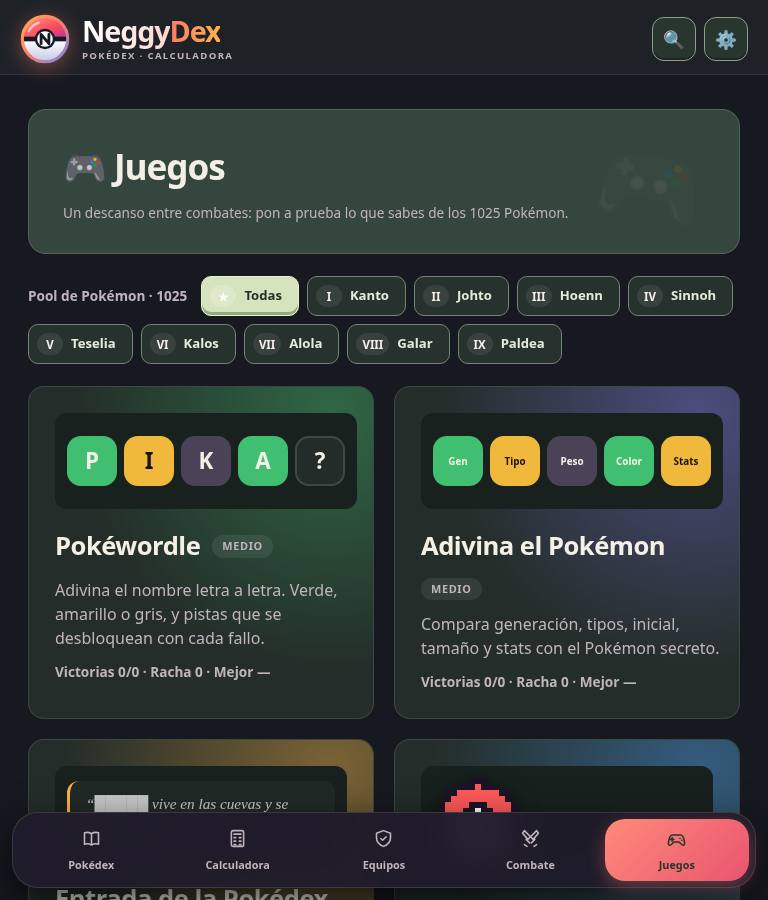 NeggyDex
POKÉDEX · CALCULADORA
Juegos
Un descanso entre combates: pon a prueba lo que sabes de los 1025 Pokémon.
Pool de Pokémon · 1025
Todas
I Kanto
II Johto
III Hoenn
IV Sinnoh
V Teselia
VI Kalos
VII Alola
VIII Galar
IX Paldea
P I K A ?
Pokéwordle MEDIO
Adivina el nombre letra a letra. Verde,
amarillo o gris, y pistas que se
desbloquean con cada fallo.
Victorias 0/0 · Racha 0 · Mejor —
Gen Tipo Peso Color Stats
Adivina el Pokémon
MEDIO
Compara generación, tipos, inicial,
tamaño y stats con el Pokémon secreto.
Victorias 0/0 · Racha 0 · Mejor —
“██████ vive en las cuevas y se
Entrada de la Pokédex
Pokédex
Calculadora
Equipos
Combate
Juegos